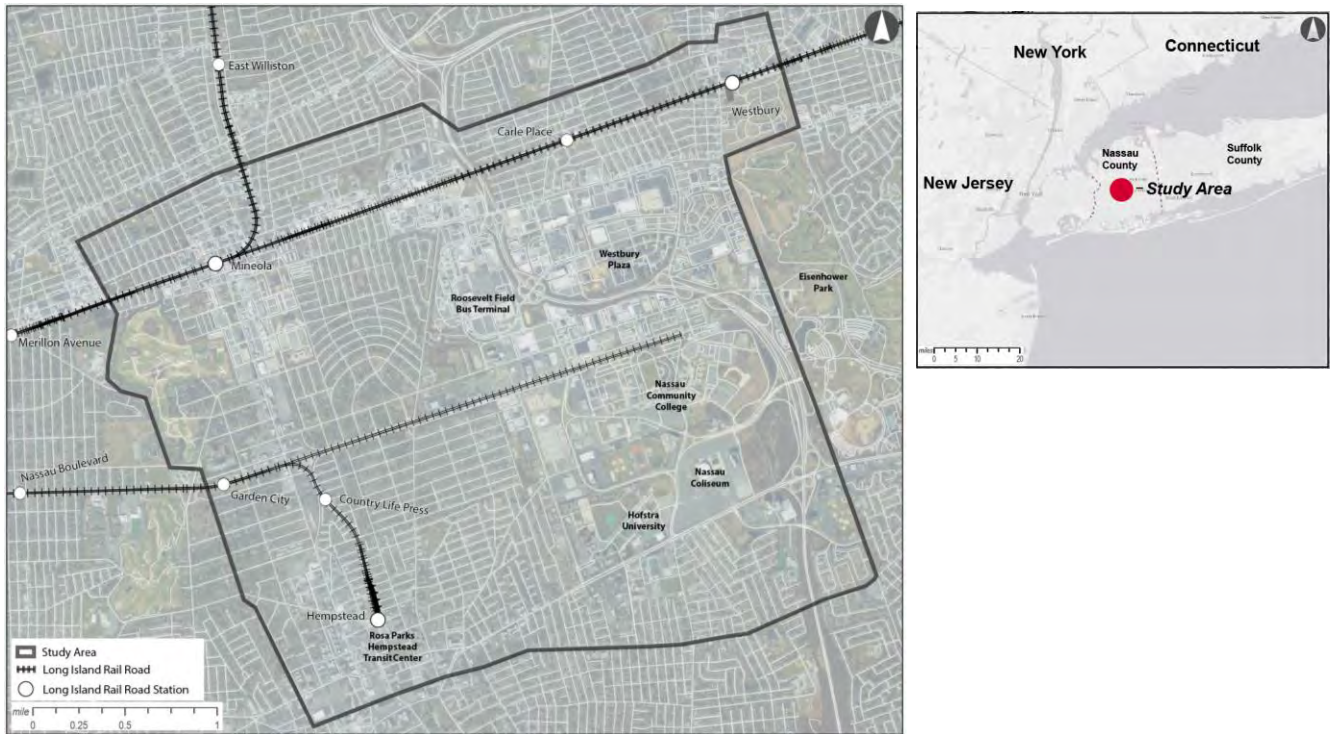 East Williston
Westbury
Carle Place
Mineola
Merillon Avenue
Westbury
Plaza
Eisenhower
Park
Roosevelt Field
Bus Terminal
Nassau
Community
College
Nassau Boulevard
Garden City
Country Life Press
Nassau
Coliseum
Hofstra
University
Hempstead
Rosa Parks
Hempstead
Transit Center
Study Area
Long Island Rail Road
Long Island Rail Road Station
mile
0 0.25 0.5 1
New York
Connecticut
Nassau
County
Suffolk
County
New Jersey
Study Area
miles
0 5 10 20